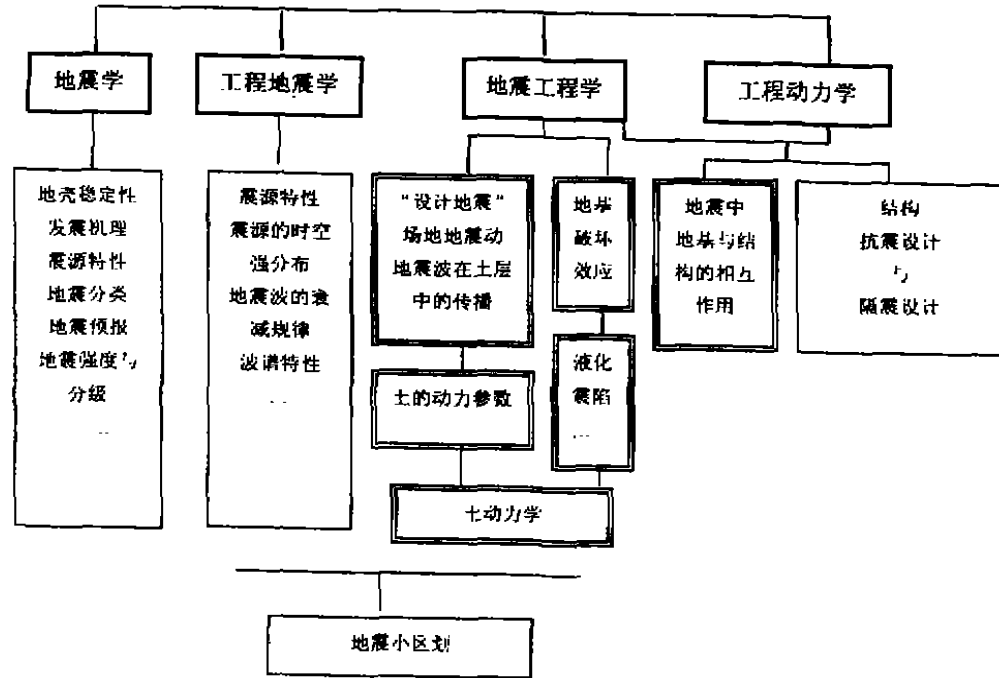 地震学
工程地震学
地震工程学
工程动力学
地壳稳定性
发震机理
震源特性
地震分类
地震预报
地震强度与
分级
...
震源特性
震源的时空
强分布
地震波的衰
减规律
波谱特性
...
“设计地震”
场地地震动
地震波在土层
中的传播
地基
破坏
效应
地震中
地基与结
构的相互
作用
结构
抗震设计
与
隔震设计
土的动力参数
液化
震陷
...
土动力学
地震小区划